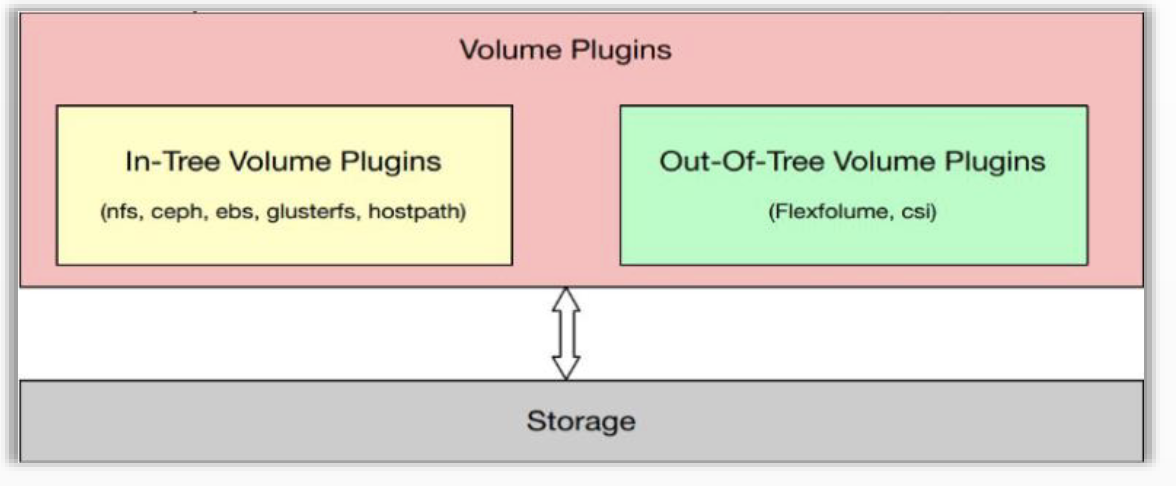 Volume Plugins
In-Tree Volume Plugins
(nfs, ceph, ebs, glusterfs, hostpath)
Out-Of-Tree Volume Plugins
(Flexfolume, csi)
Storage